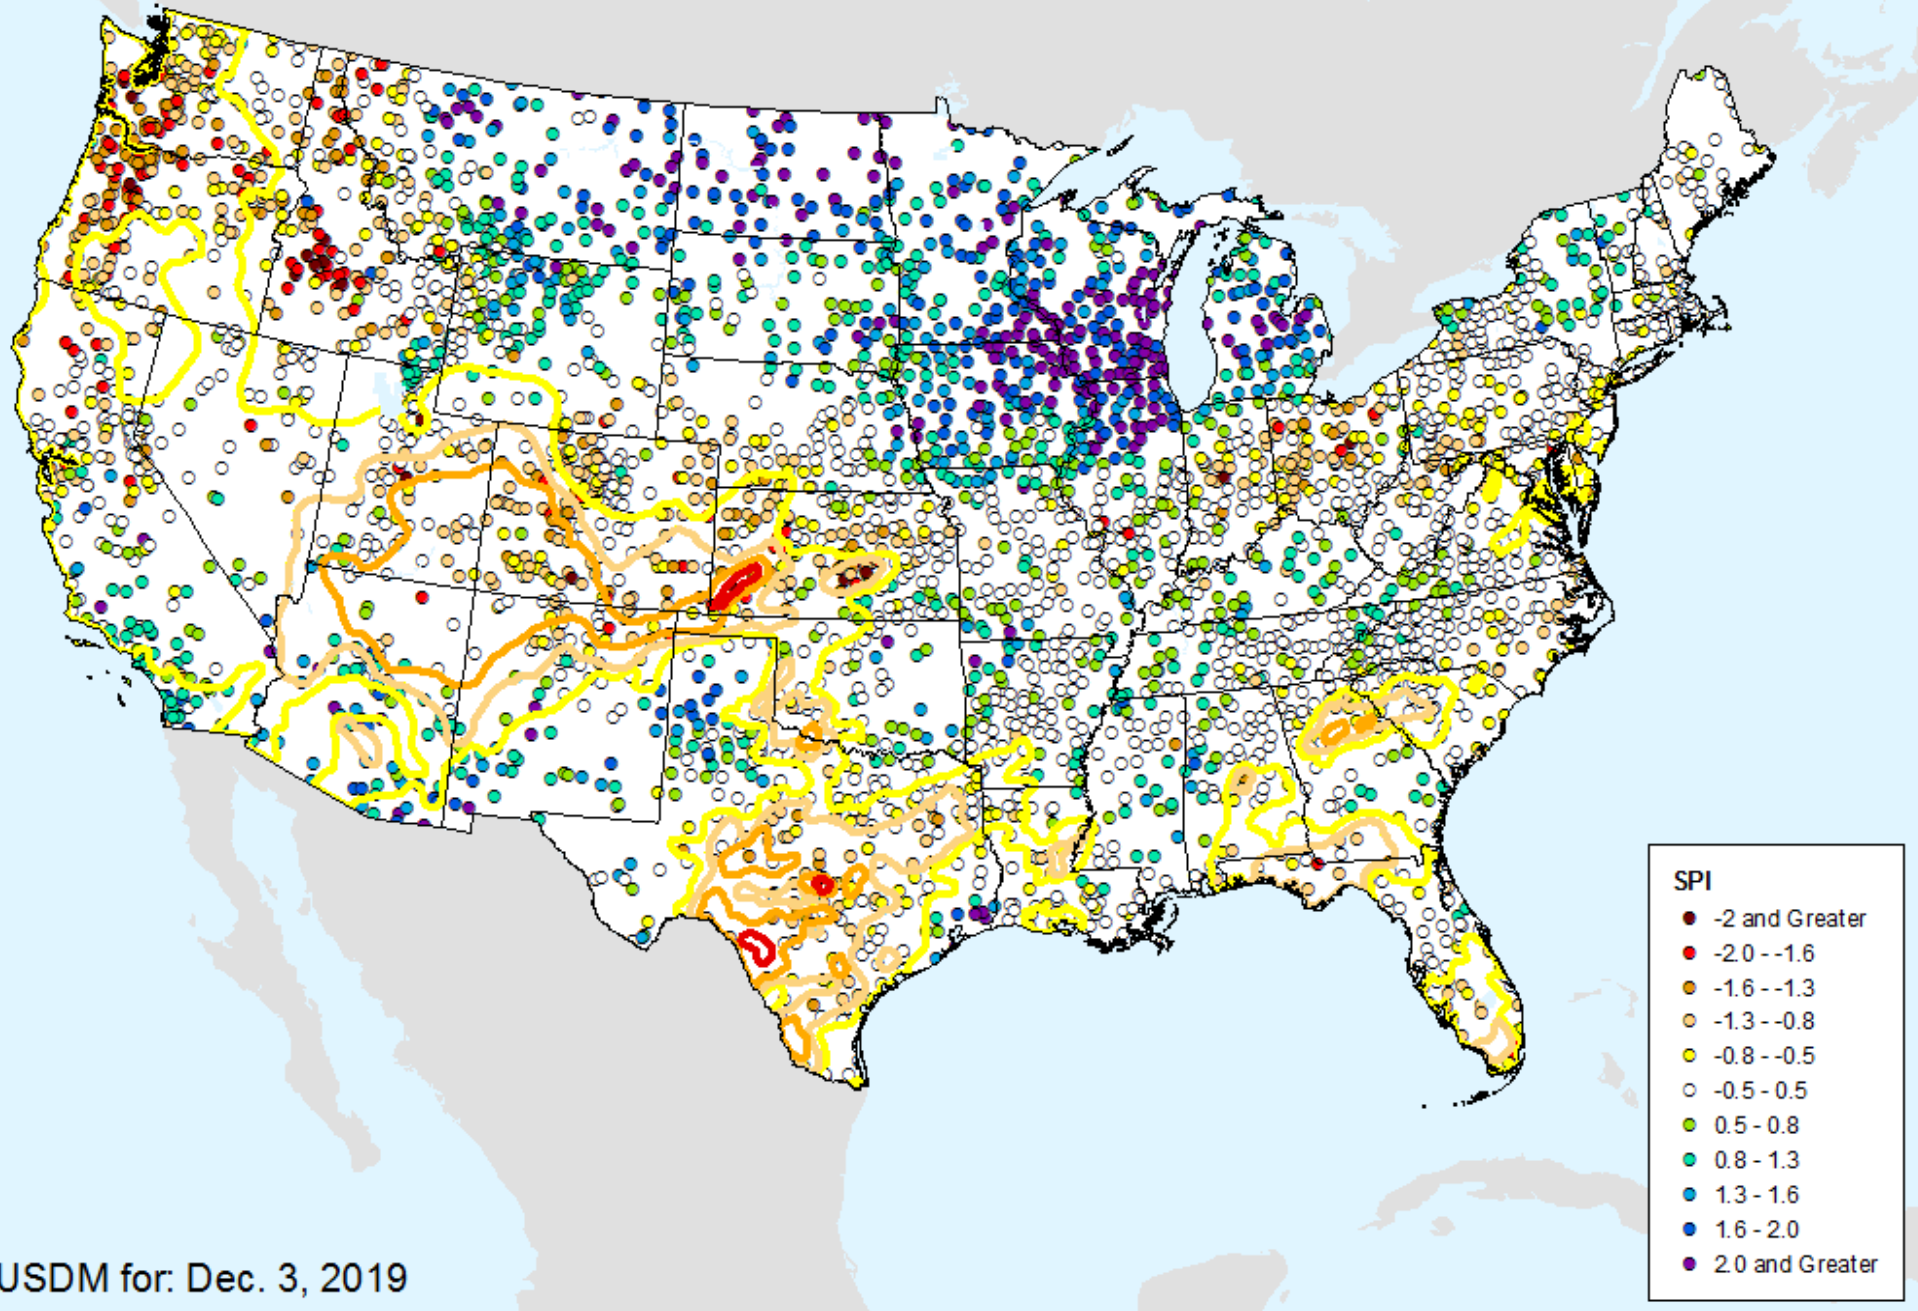 SPI
-2 and Greater
-2.0 - -1.6
-1.6 - -1.3
-1.3 - -0.8
-0.8 - -0.5
-0.5 - 0.5
0.5 - 0.8
0.8 - 1.3
1.3 - 1.6
1.6 - 2.0
2.0 and Greater
USDM for: Dec. 3, 2019